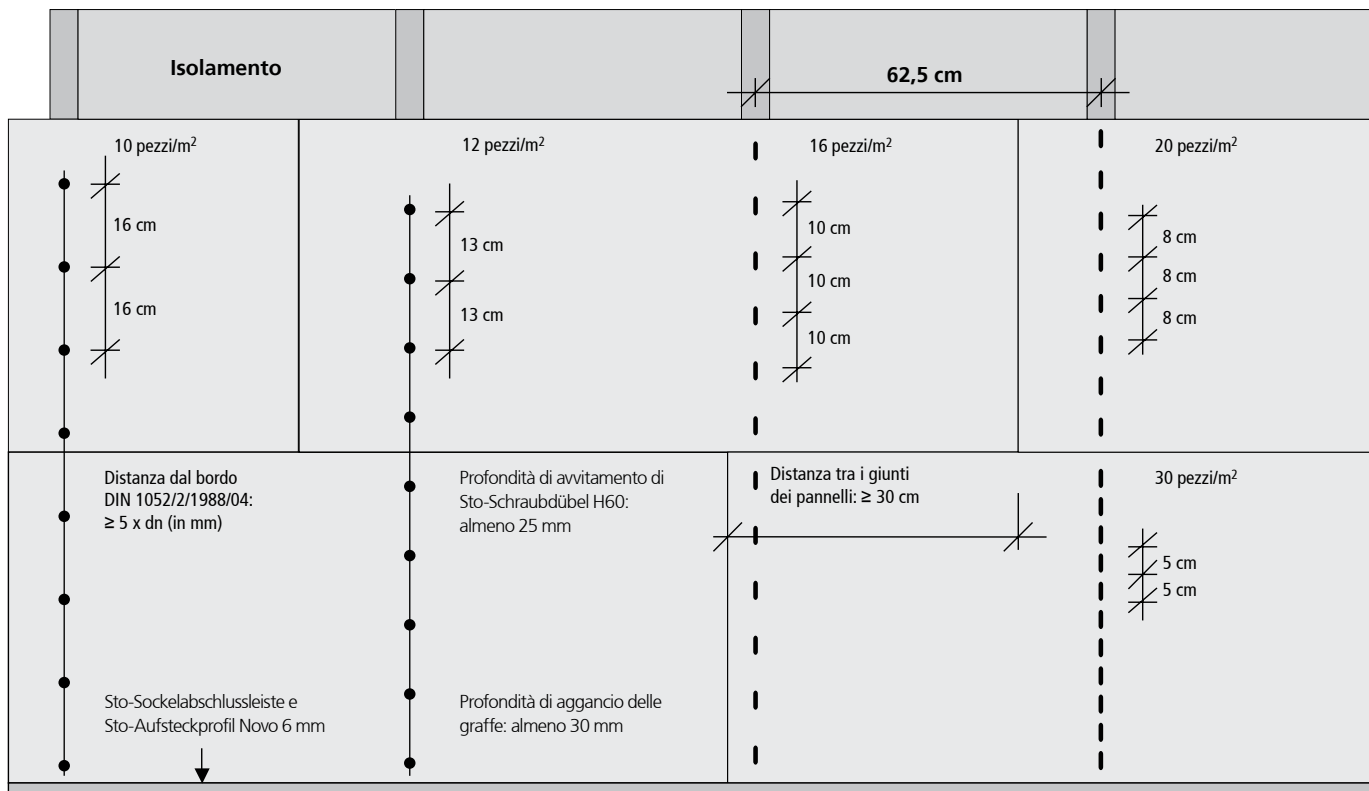 Isolamento
62,5 cm
10 pezzi/m²
12 pezzi/m²
16 pezzi/m²
20 pezzi/m²
16 cm
16 cm
13 cm
13 cm
10 cm
10 cm
10 cm
8 cm
8 cm
8 cm
Distanza dal bordo
DIN 1052/2/1988/04:
≥ 5 x dn (in mm)
Profondità di avvitamento di
Sto-Schraubdübel H60:
almeno 25 mm
Distanza tra i giunti
dei pannelli: ≥ 30 cm
30 pezzi/m²
5 cm
5 cm
Sto-Sockelabschlussleiste e
Sto-Aufsteckprofil Novo 6 mm
Profondità di aggancio delle
graffe: almeno 30 mm